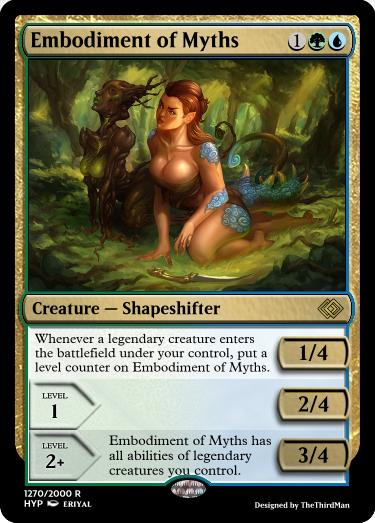 Embodiment of Myths 1
Creature — Shapeshifter
Whenever a legendary creature enters
the battlefield under your control, put a
level counter on Embodiment of Myths.
1/4
LEVEL
1
2/4
LEVEL
2+
Embodiment of Myths has
all abilities of legendary
creatures you control.
3/4
1270/2000 R
HYP ERIYAL
Designed by TheThirdMan